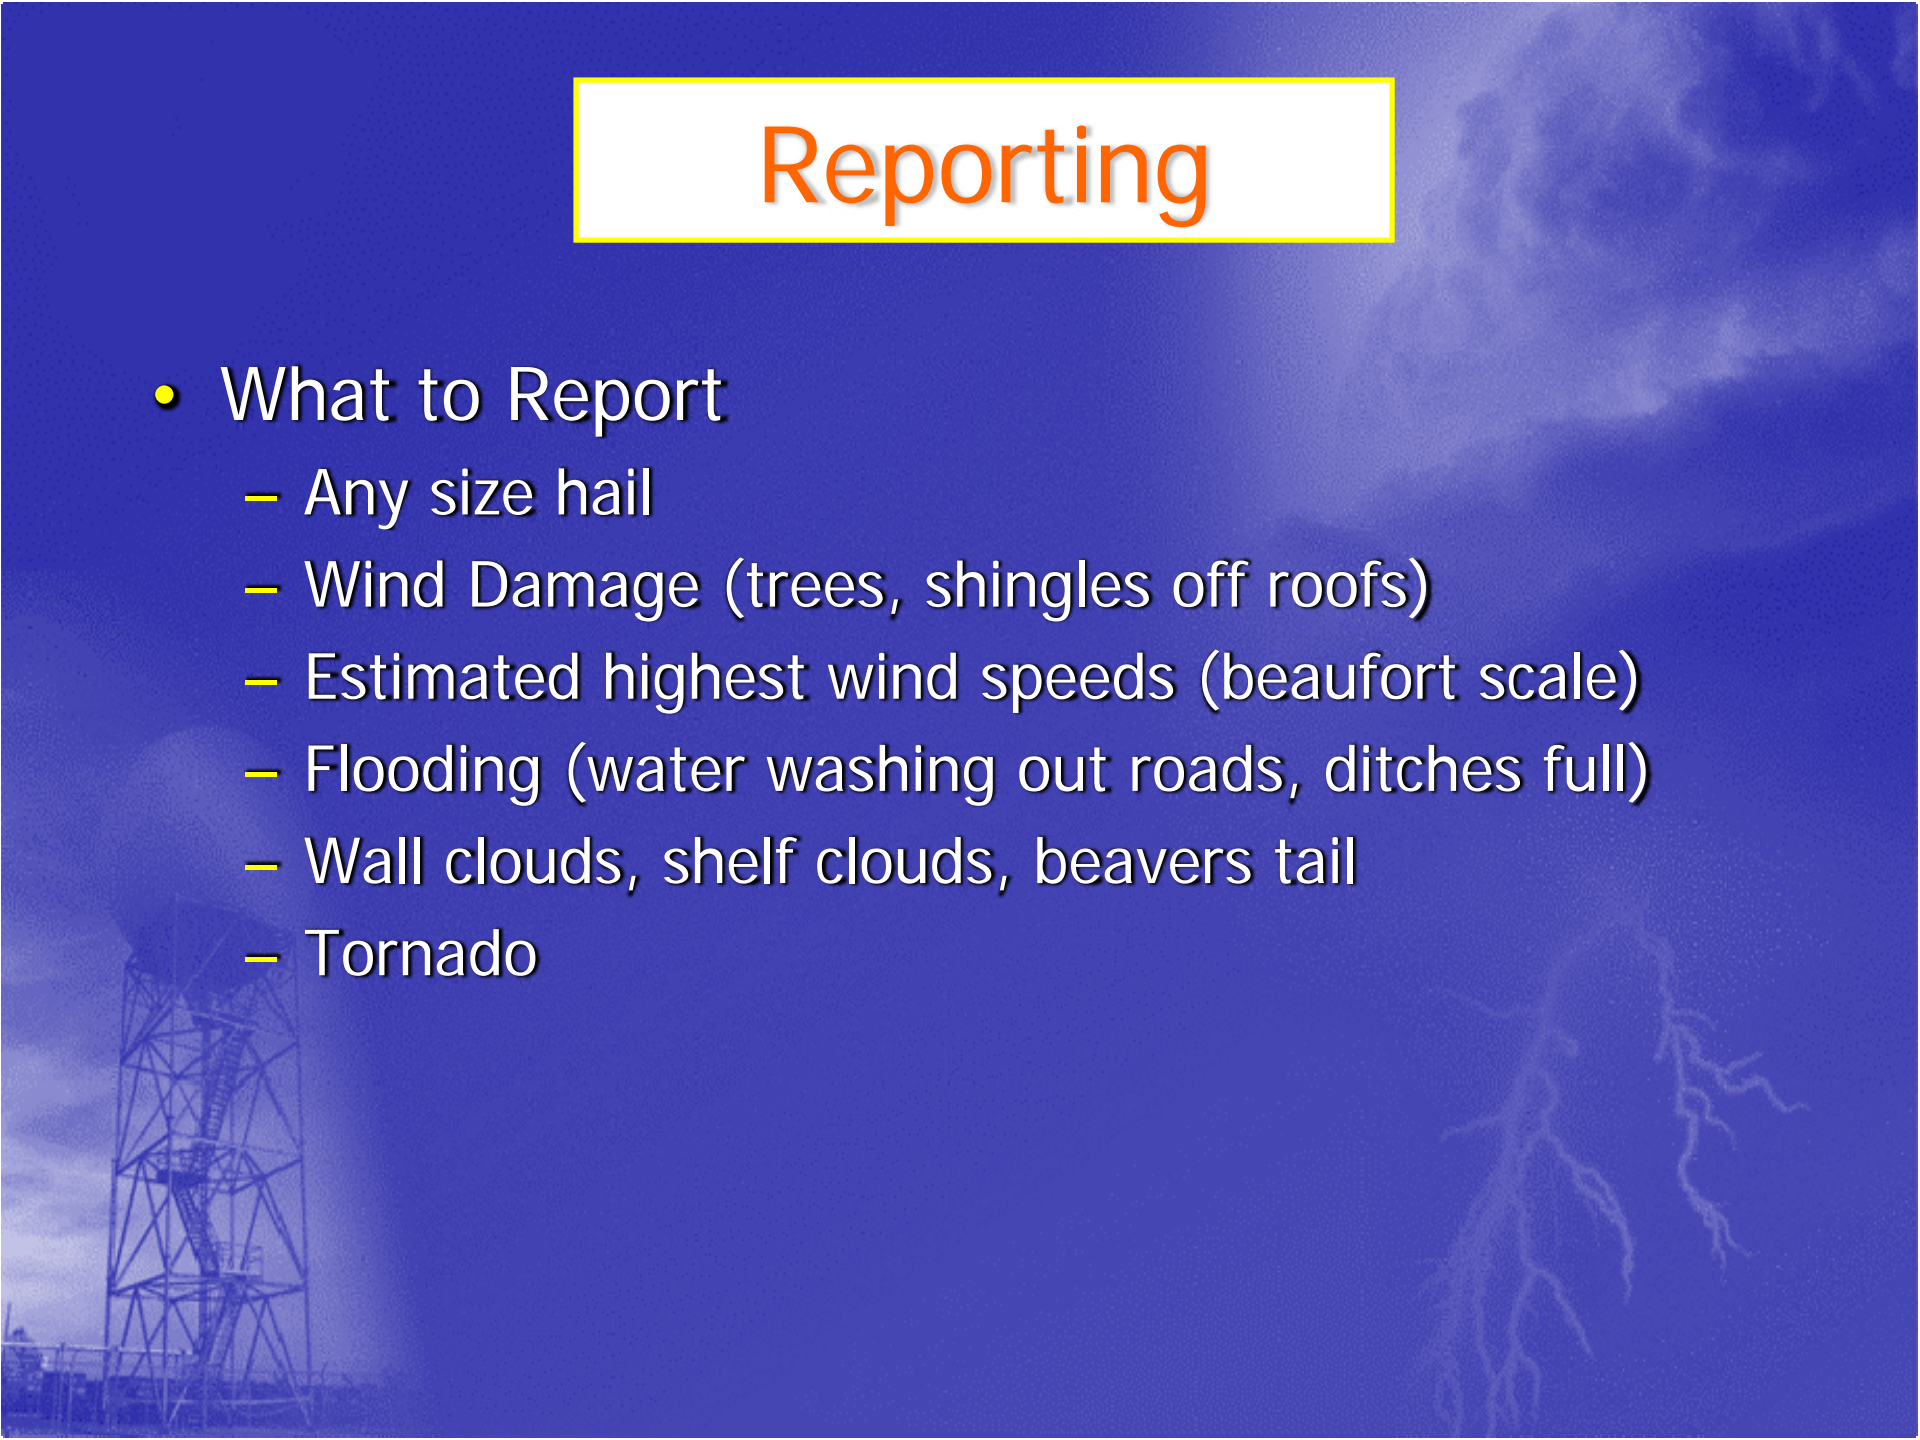 Reporting
• What to Report
– Any size hail
– Wind Damage (trees, shingles off roofs)
– Estimated highest wind speeds (beaufort scale)
– Flooding (water washing out roads, ditches full)
– Wall clouds, shelf clouds, beavers tail
– Tornado